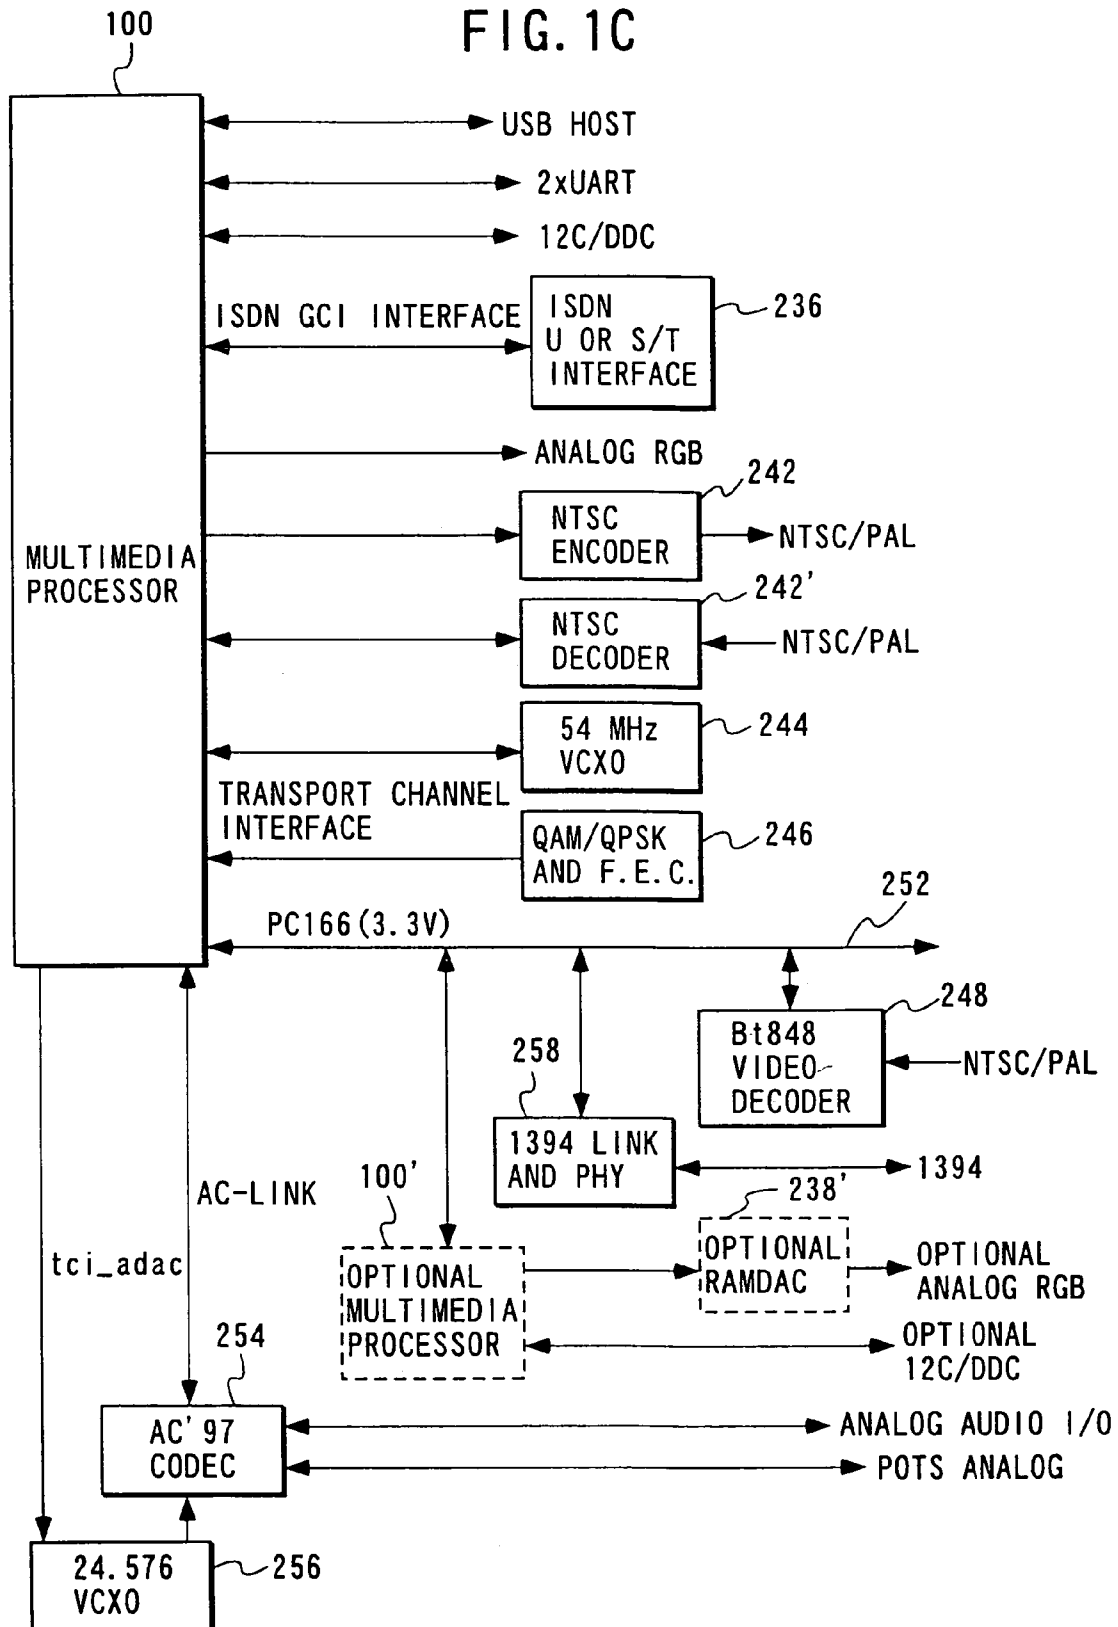 FIG. 1C
100
USB HOST
2xUART
12C/DDC
ISDN GCI INTERFACE
ISDN
U OR S/T
INTERFACE
236
ANALOG RGB
242
NTSC
ENCODER
NTSC/PAL
MULTIMEDIA
PROCESSOR
242'
NTSC
DECODER
NTSC/PAL
54 MHz
VCXO
244
TRANSPORT CHANNEL
INTERFACE
QAM/QPSK
AND F.E.C.
246
252
PC166(3.3V)
248
Bt848
VIDEO
DECODER
NTSC/PAL
258
1394 LINK
AND PHY
1394
100'
238'
AC-LINK
tci_adac
OPTIONAL
MULTIMEDIA
PROCESSOR
OPTIONAL
RAMDAC
OPTIONAL
ANALOG RGB
OPTIONAL
12C/DDC
254
AC'97
CODEC
ANALOG AUDIO I/O
POTS ANALOG
24.576
VCXO
256